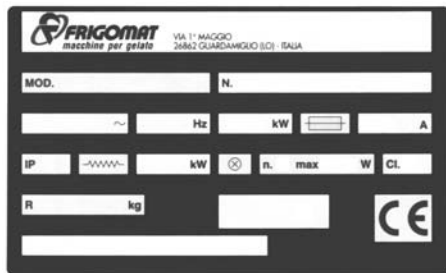 FRIGOMAT VIA 1° MAGGIO
macchine per gelato 26862 GUARDAMIGLIO (LO) - ITALIA
MOD. N.
~ Hz kW A
IP kW n. max W Cl.
R kg CE